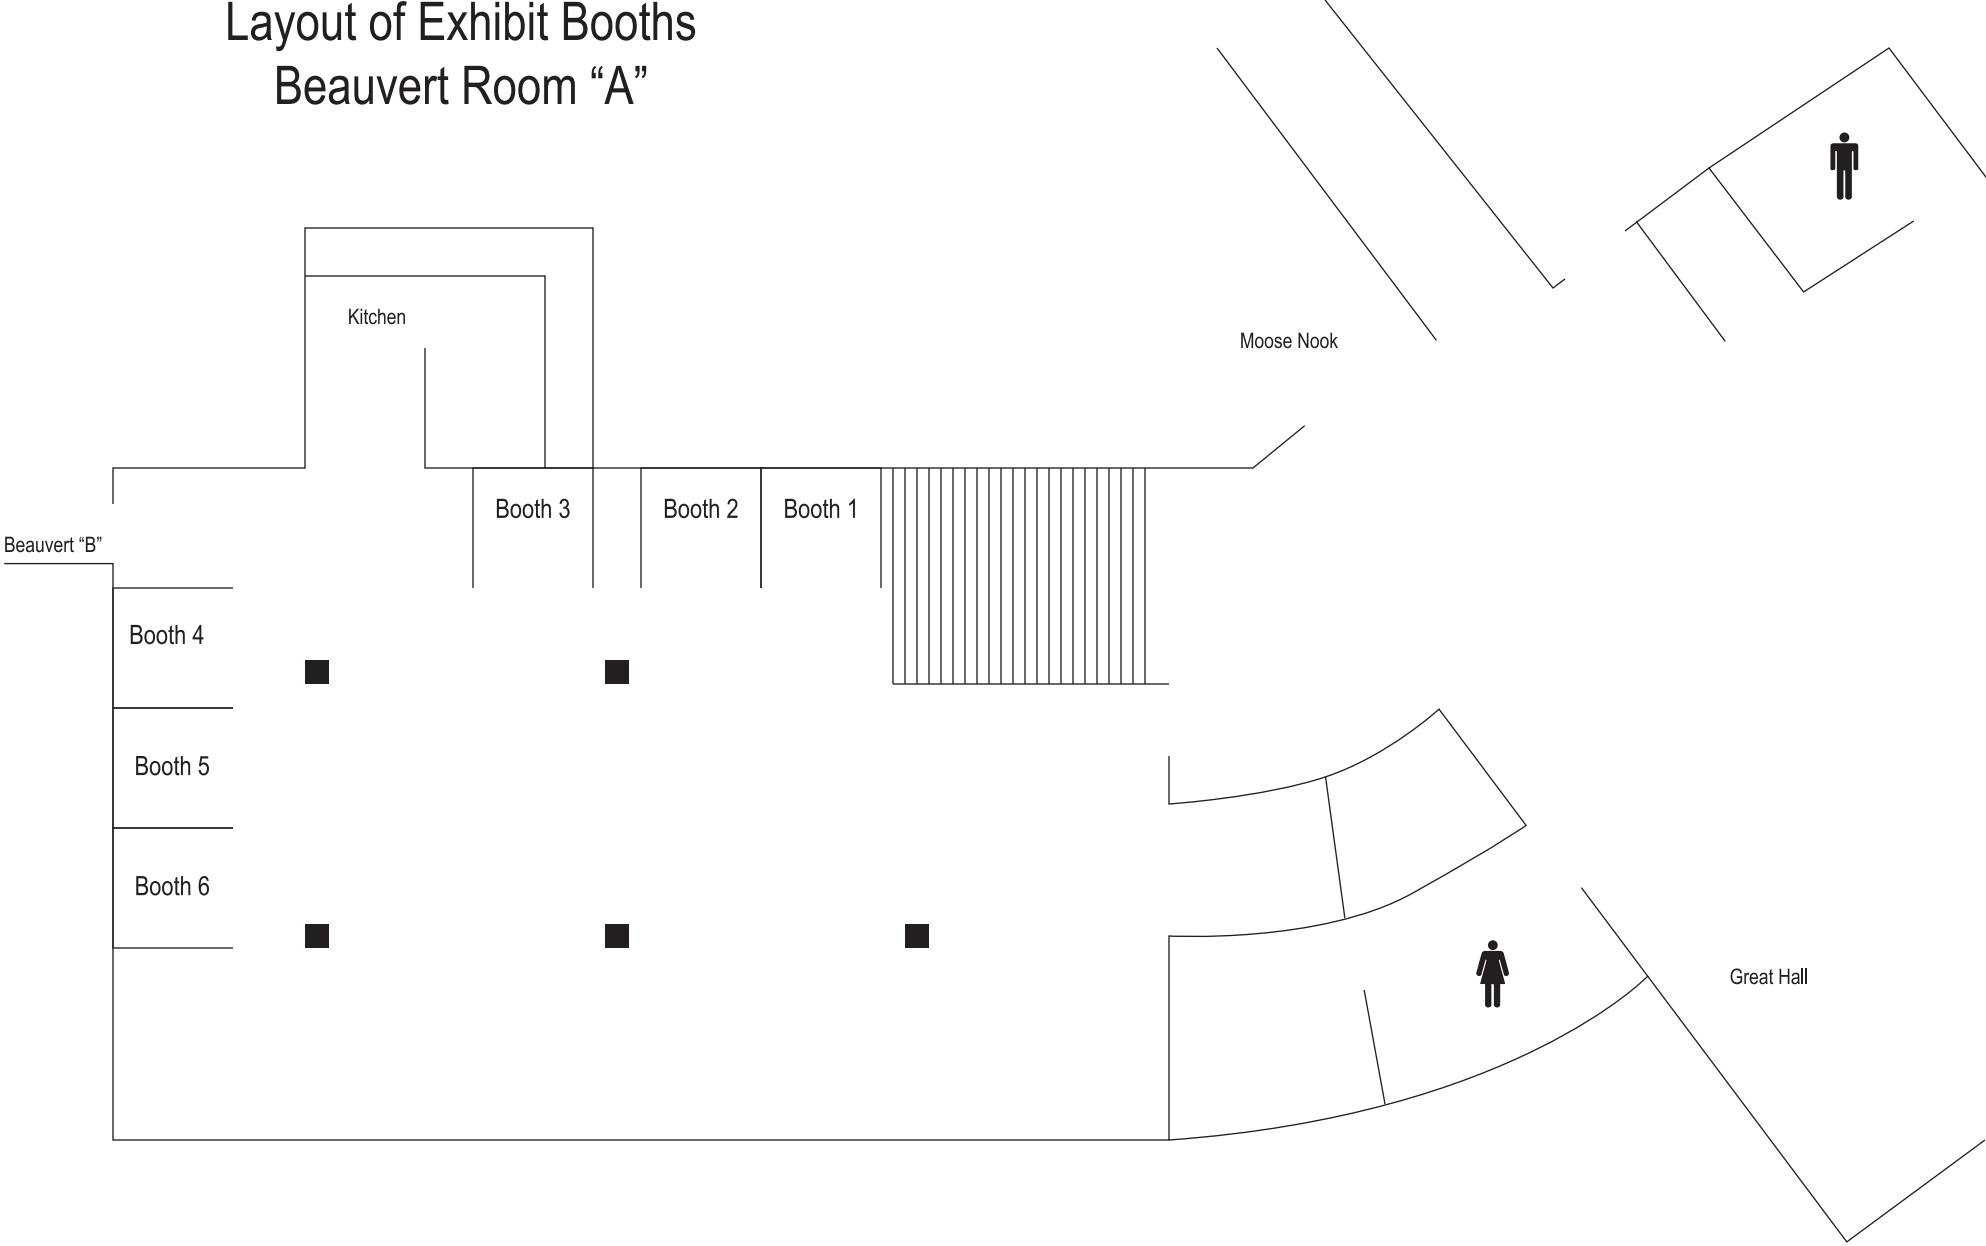 Layout of Exhibit Booths
Beauvert Room “A”
Kitchen
Moose Nook
Booth 3
Booth 2
Booth 1
Beauvert “B”
Booth 4
Booth 5
Booth 6
Great Hall